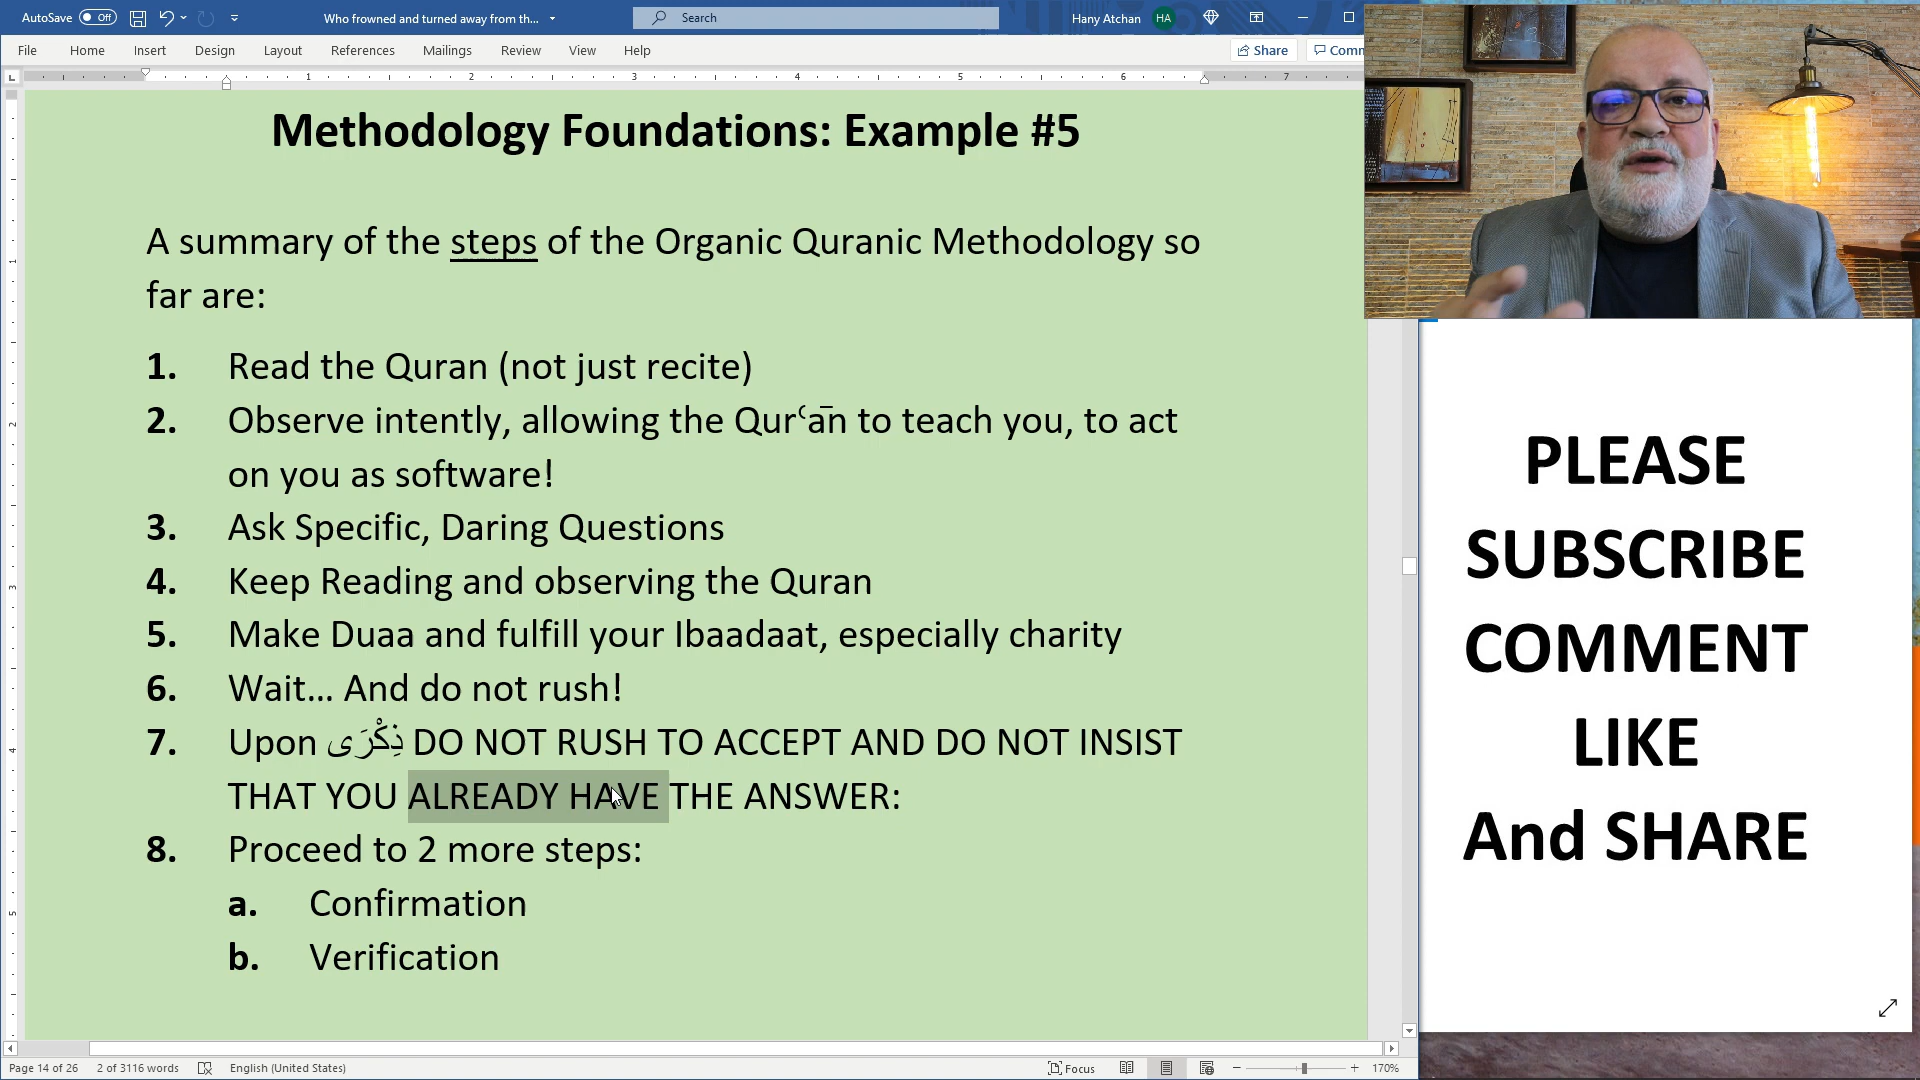 AutoSave Off Who frowned and turned away from th... Search Hany Atchan HA
File Home Insert Design Layout References Mailings Review View Help Share Comm
1 2 3 4 5 6 7
Methodology Foundations: Example #5
A summary of the steps of the Organic Quranic Methodology so
far are:
1. Read the Quran (not just recite)
2. Observe intently, allowing the Qurʿān to teach you, to act
on you as software!
3. Ask Specific, Daring Questions
4. Keep Reading and observing the Quran
5. Make Duaa and fulfill your Ibaadaat, especially charity
6. Wait... And do not rush!
7. Upon ذِكْرَى DO NOT RUSH TO ACCEPT AND DO NOT INSIST
THAT YOU ALREADY HAVE THE ANSWER:
8. Proceed to 2 more steps:
a. Confirmation
b. Verification
PLEASE
SUBSCRIBE
COMMENT
LIKE
And SHARE
Page 14 of 26 2 of 3116 words English (United States) Focus 170%